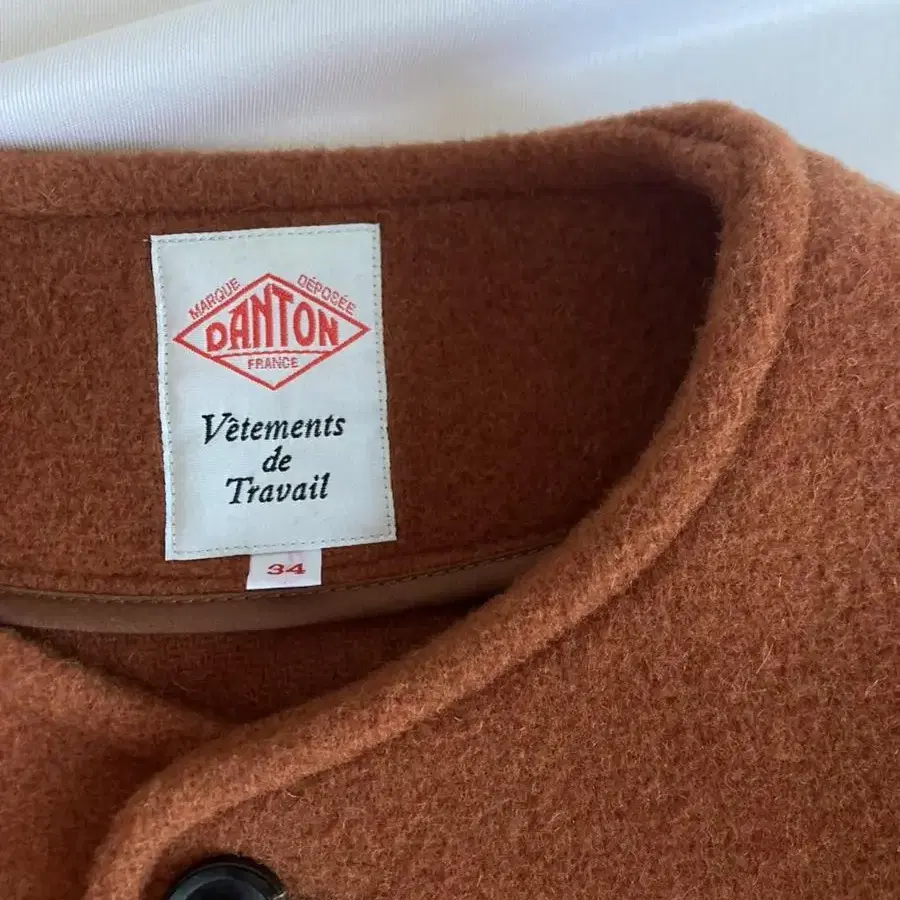 MARQUE DÉPOSÉE
DANTON
FRANCE
Vêtements
de
Travail
34